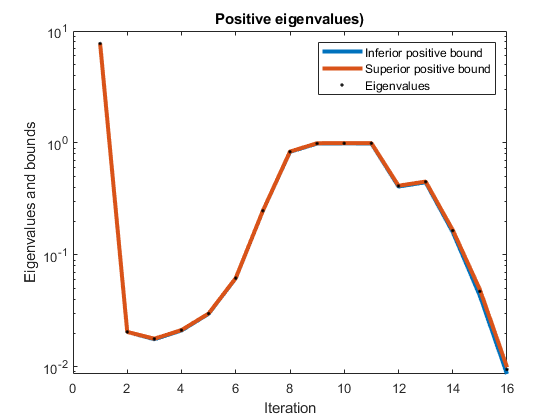 Positive eigenvalues)
Inferior positive bound
Superior positive bound
Eigenvalues
Eigenvalues and bounds
10^1
10^0
10^-1
10^-2
0 2 4 6 8 10 12 14 16
Iteration